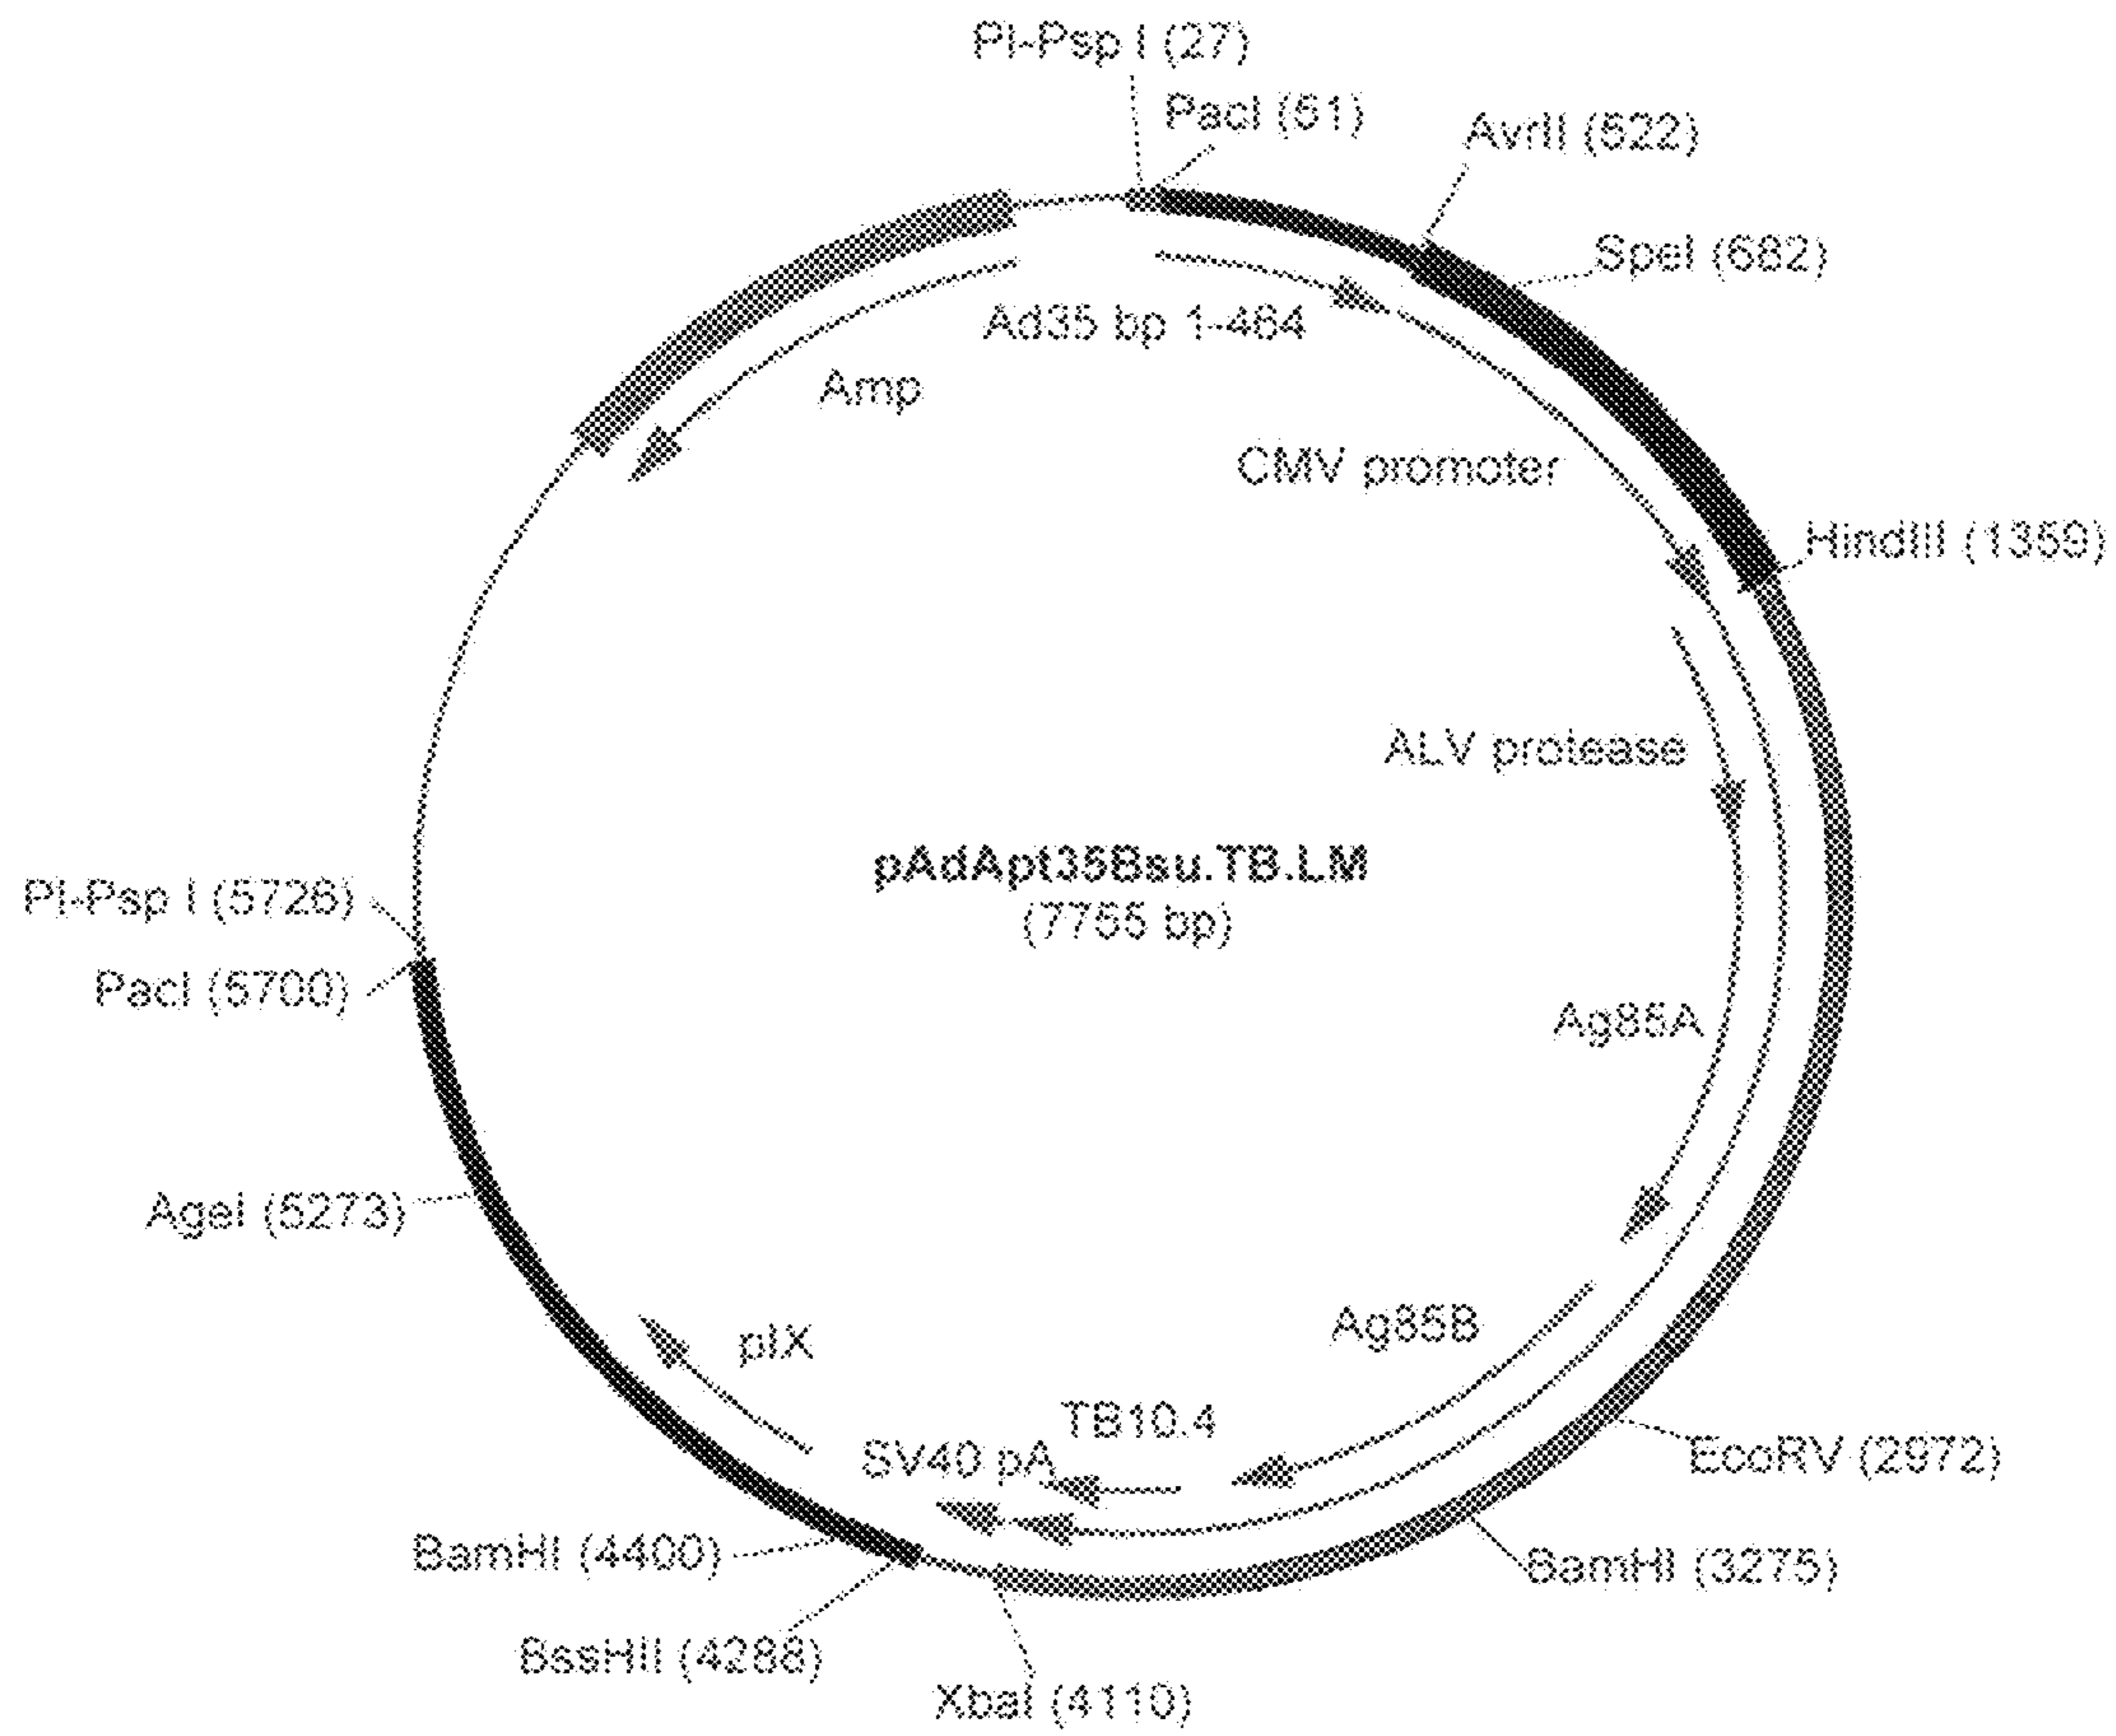 PI-Psp I (27)
PacI (51)
AvrII (522)
SpeI (682)
Ad35 bp 1-464
Amp
CMV promoter
HindIII (1359)
ALV protease
pAdApt35Bsu.TB.LM
(7755 bp)
PI-Psp I (5726)
PacI (5700)
Ag85A
AgeI (5273)
Ag85B
pIX
TB10.4
SV40 pA
EcoRV (2972)
BamHI (4400)
BamHI (3275)
BssHII (4288)
XbaI (4110)